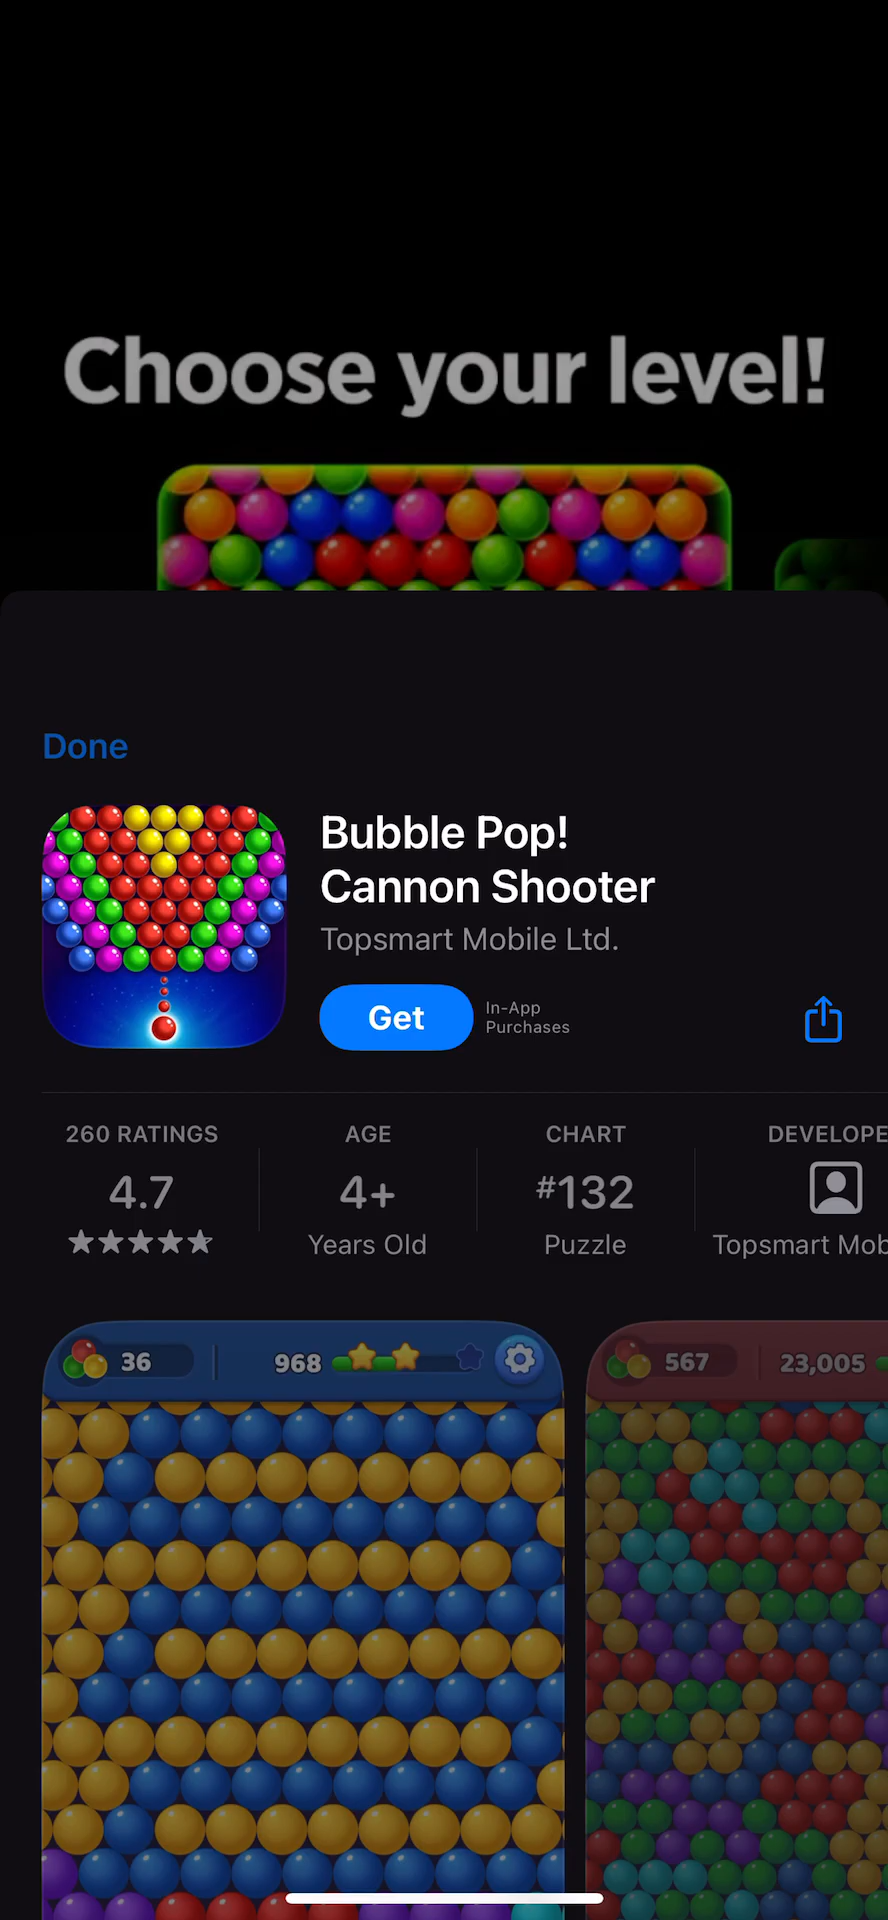 Choose your level!
Done
Bubble Pop!
Cannon Shooter
Topsmart Mobile Ltd.
Get
In-App
Purchases
260 RATINGS
4.7
AGE
4+
Years Old
CHART
#132
Puzzle
DEVELOPE
Topsmart Mob
36
968
567
23,005